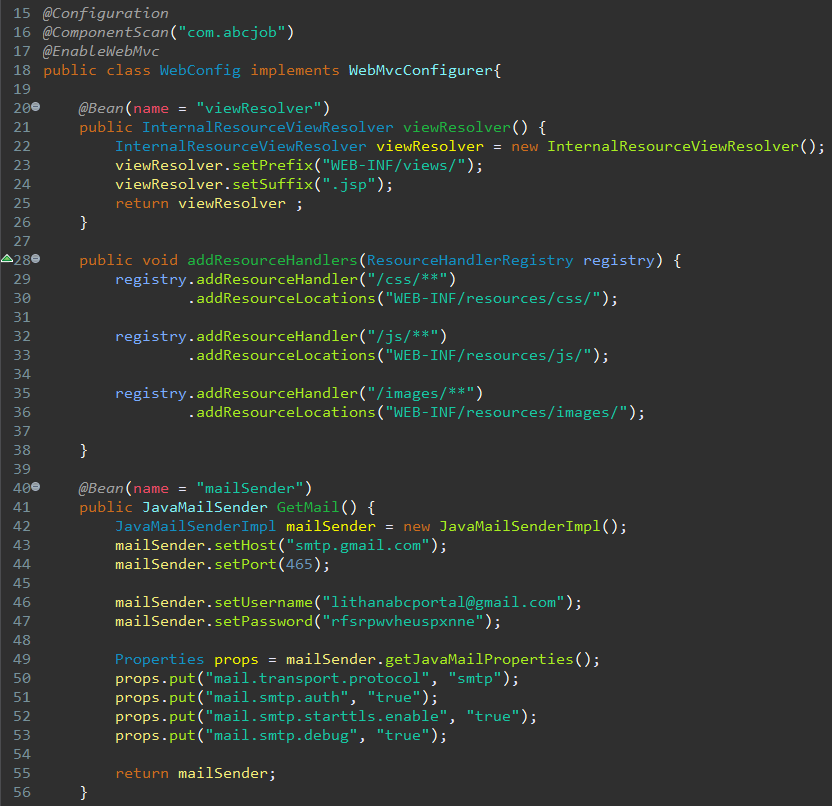 15 @Configuration
16 @ComponentScan("com.abcjob")
17 @EnableWebMvc
18 public class WebConfig implements WebMvcConfigurer{
19
20     @Bean(name = "viewResolver")
21     public InternalResourceViewResolver viewResolver() {
22         InternalResourceViewResolver viewResolver = new InternalResourceViewResolver();
23         viewResolver.setPrefix("WEB-INF/views/");
24         viewResolver.setSuffix(".jsp");
25         return viewResolver ;
26     }
27
28     public void addResourceHandlers(ResourceHandlerRegistry registry) {
29         registry.addResourceHandler("/css/**")
30                 .addResourceLocations("WEB-INF/resources/css/");
31
32         registry.addResourceHandler("/js/**")
33                 .addResourceLocations("WEB-INF/resources/js/");
34
35         registry.addResourceHandler("/images/**")
36                 .addResourceLocations("WEB-INF/resources/images/");
37
38     }
39
40     @Bean(name = "mailSender")
41     public JavaMailSender GetMail() {
42         JavaMailSenderImpl mailSender = new JavaMailSenderImpl();
43         mailSender.setHost("smtp.gmail.com");
44         mailSender.setPort(465);
45
46         mailSender.setUsername("lithanabcportal@gmail.com");
47         mailSender.setPassword("rfsrpwvheuspxnne");
48
49         Properties props = mailSender.getJavaMailProperties();
50         props.put("mail.transport.protocol", "smtp");
51         props.put("mail.smtp.auth", "true");
52         props.put("mail.smtp.starttls.enable", "true");
53         props.put("mail.smtp.debug", "true");
54
55         return mailSender;
56     }